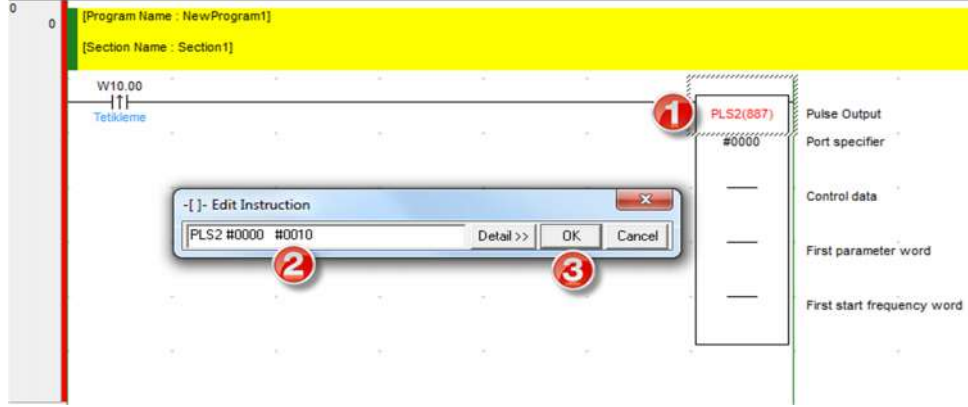 0
0
[Program Name : NewProgram1]
[Section Name : Section1]
W10.00
Tetikleme
1
PLS2(887)
Pulse Output
#0000
Port specifier
Control data
First parameter word
First start frequency word
-[ ]- Edit Instruction
PLS2 #0000 #0010
Detail >>
OK
Cancel
2
3